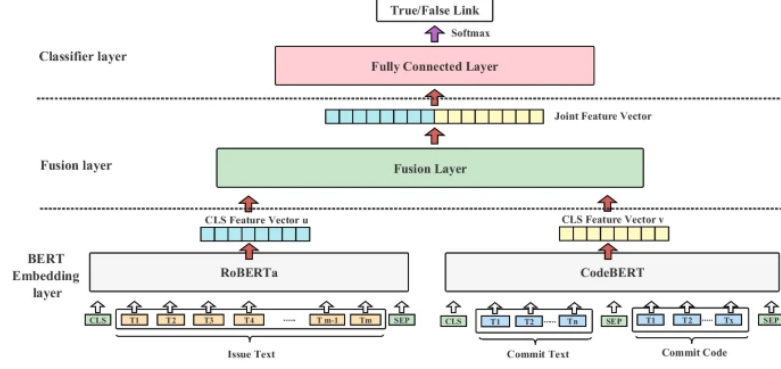 True/False Link
Softmax
Classifier layer
Fully Connected Layer
Joint Feature Vector
Fusion layer
Fusion Layer
CLS Feature Vector u
CLS Feature Vector v
BERT
Embedding
layer
RoBERTa
CodeBERT
CLS T1 T2 T3 T4 ...... T m-1 Tm SEP
CLS T1 T2 ...... Tn SEP T1 T2 ...... Tx SEP
Issue Text
Commit Text
Commit Code